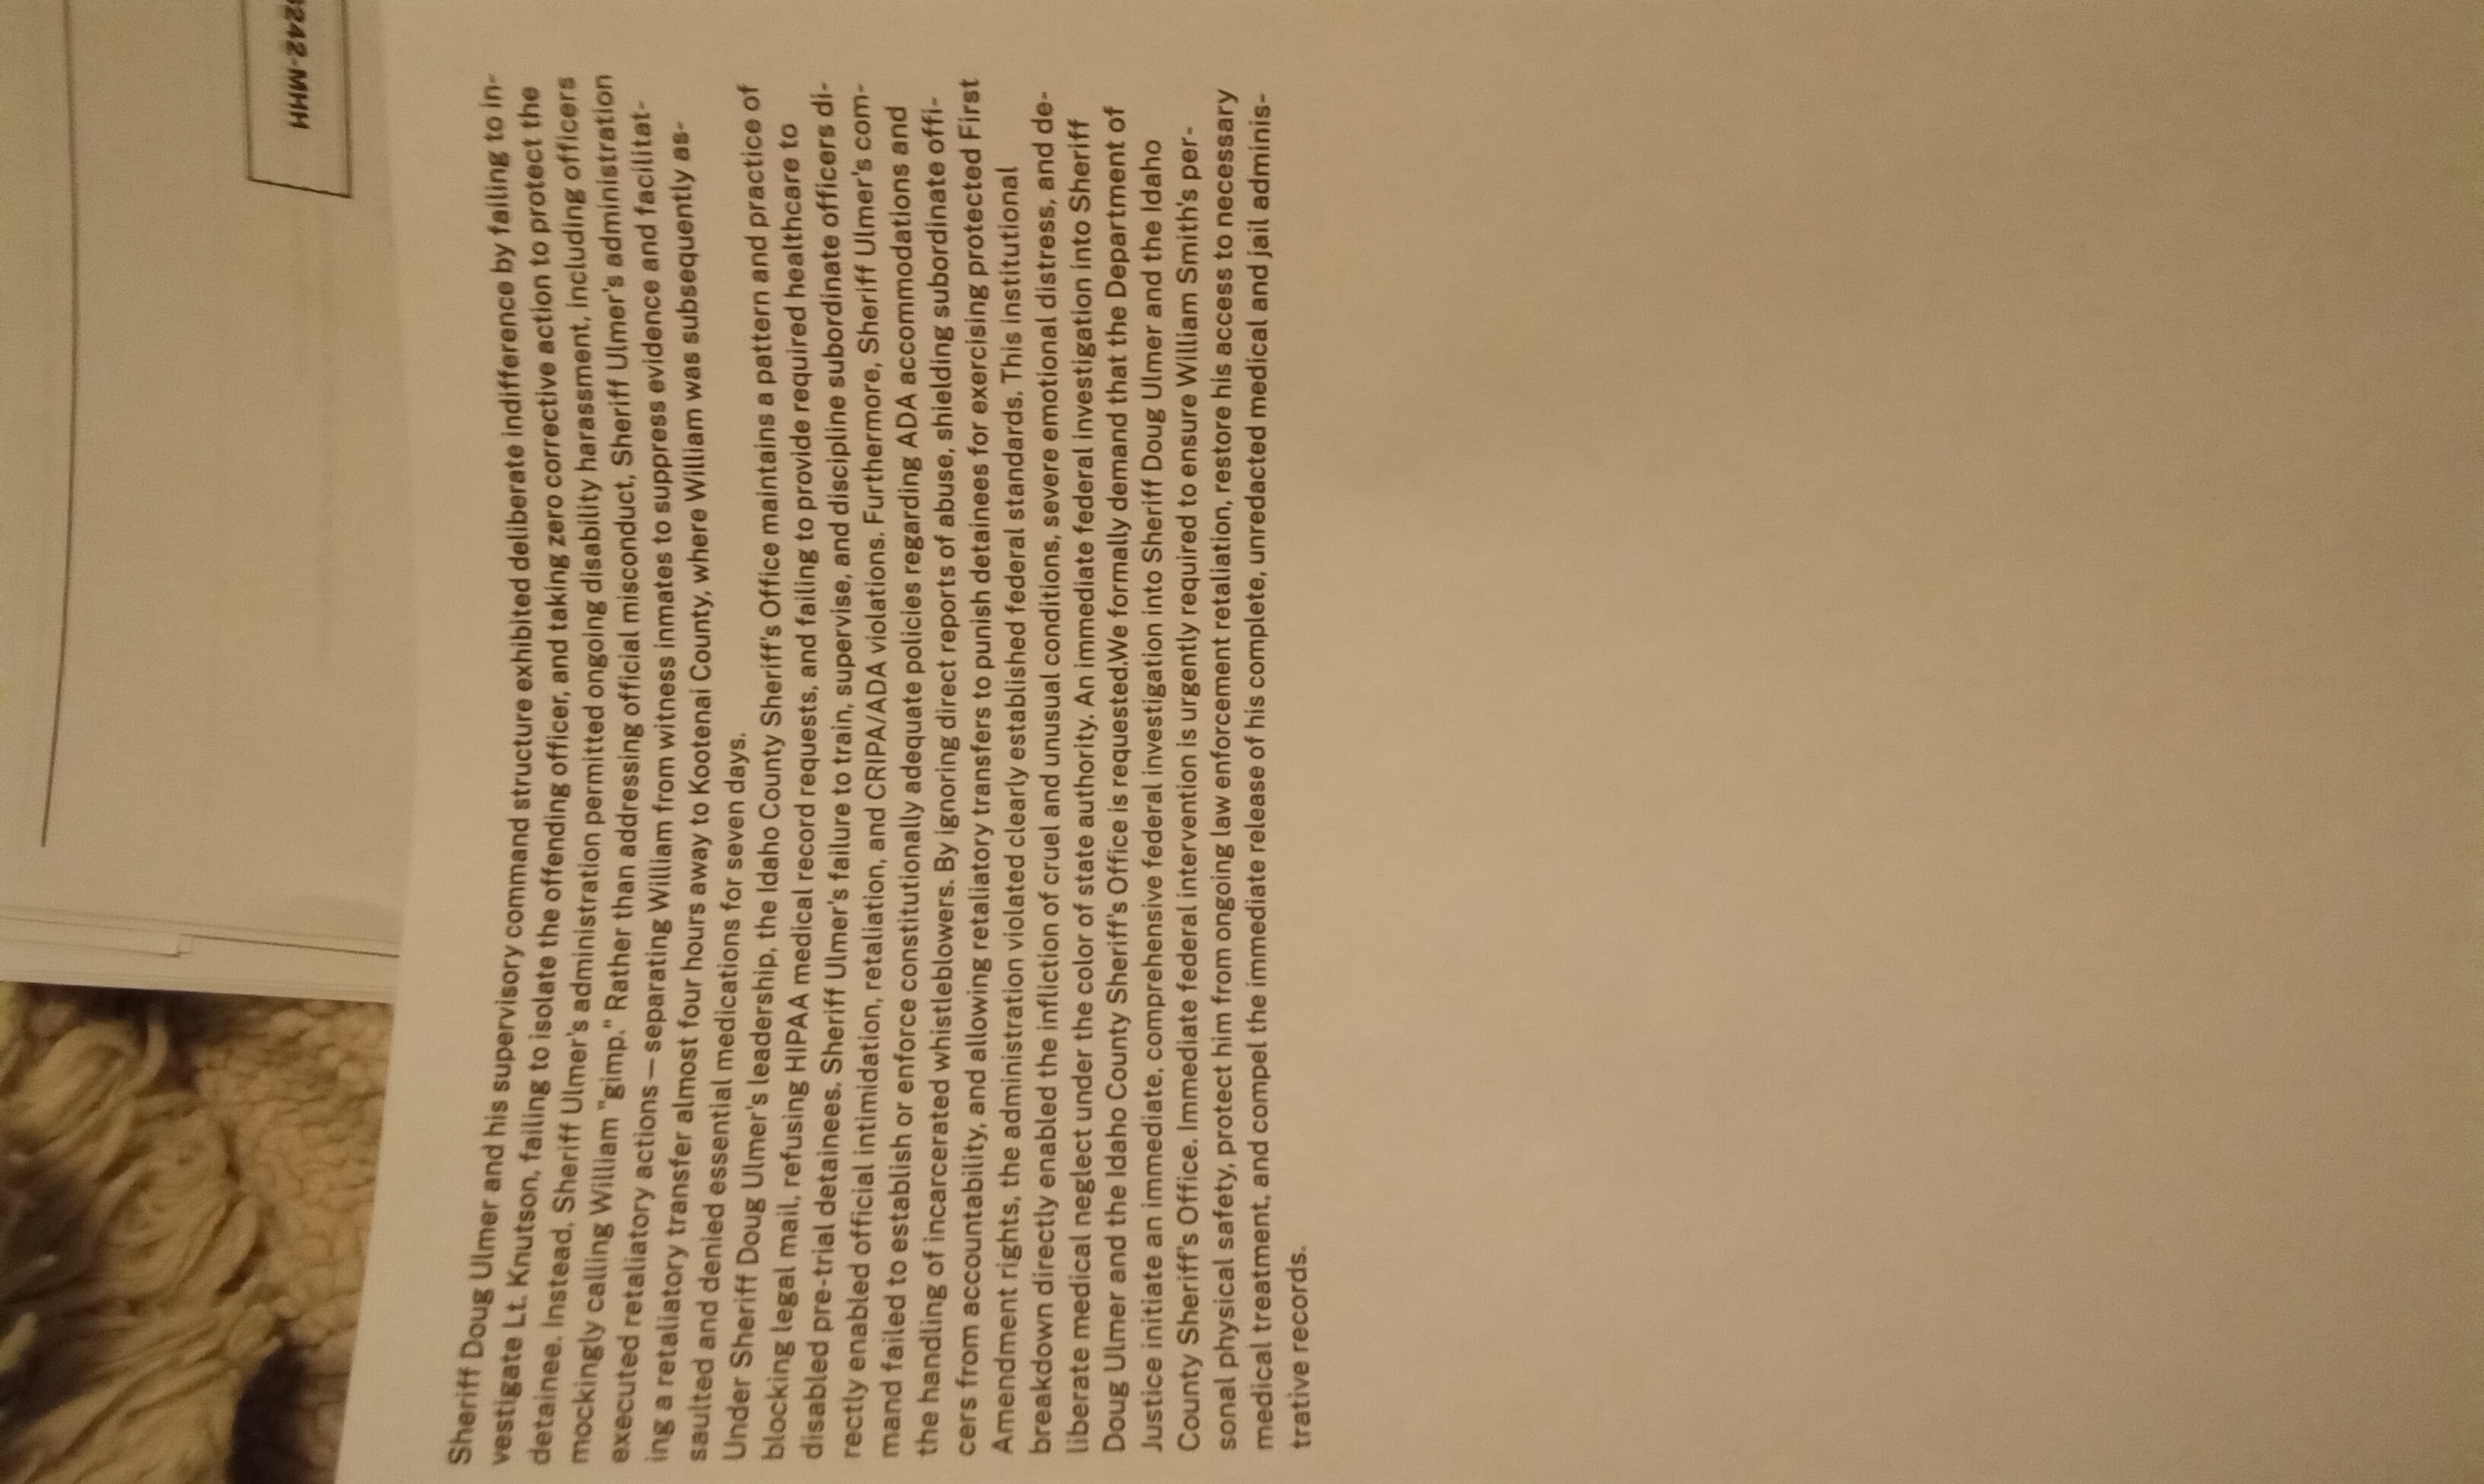 242-MHH
Sheriff Doug Ulmer and his supervisory command structure exhibited deliberate indifference by failing to in-
vestigate Lt. Knutson, failing to isolate the offending officer, and taking zero corrective action to protect the
detainee. Instead, Sheriff Ulmer's administration permitted ongoing disability harassment, including officers
mockingly calling William "gimp." Rather than addressing official misconduct, Sheriff Ulmer's administration
executed retaliatory actions — separating William from witness inmates to suppress evidence and facilitat-
ing a retaliatory transfer almost four hours away to Kootenai County, where William was subsequently as-
saulted and denied essential medications for seven days.
Under Sheriff Doug Ulmer's leadership, the Idaho County Sheriff's Office maintains a pattern and practice of
blocking legal mail, refusing HIPAA medical record requests, and failing to provide required healthcare to
disabled pre-trial detainees. Sheriff Ulmer's failure to train, supervise, and discipline subordinate officers di-
rectly enabled official intimidation, retaliation, and CRIPA/ADA violations. Furthermore, Sheriff Ulmer's com-
mand failed to establish or enforce constitutionally adequate policies regarding ADA accommodations and
the handling of incarcerated whistleblowers. By ignoring direct reports of abuse, shielding subordinate offi-
cers from accountability, and allowing retaliatory transfers to punish detainees for exercising protected First
Amendment rights, the administration violated clearly established federal standards. This institutional
breakdown directly enabled the infliction of cruel and unusual conditions, severe emotional distress, and de-
liberate medical neglect under the color of state authority. An immediate federal investigation into Sheriff
Doug Ulmer and the Idaho County Sheriff's Office is requested.We formally demand that the Department of
Justice initiate an immediate, comprehensive federal investigation into Sheriff Doug Ulmer and the Idaho
County Sheriff's Office. Immediate federal intervention is urgently required to ensure William Smith's per-
sonal physical safety, protect him from ongoing law enforcement retaliation, restore his access to necessary
medical treatment, and compel the immediate release of his complete, unredacted medical and jail adminis-
trative records.